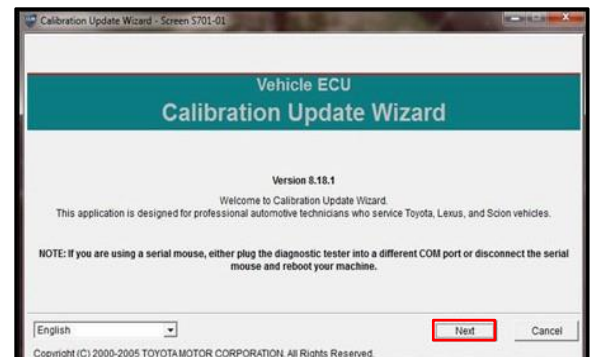 Calibration Update Wizard - Screen S701-01
Vehicle ECU
Calibration Update Wizard
Version 8.18.1
Welcome to Calibration Update Wizard.
This application is designed for professional automotive technicians who service Toyota, Lexus, and Scion vehicles.
NOTE: If you are using a serial mouse, either plug the diagnostic tester into a different COM port or disconnect the serial
mouse and reboot your machine.
English
Next
Cancel
Copyright (C) 2000-2005 TOYOTA MOTOR CORPORATION. All Rights Reserved.